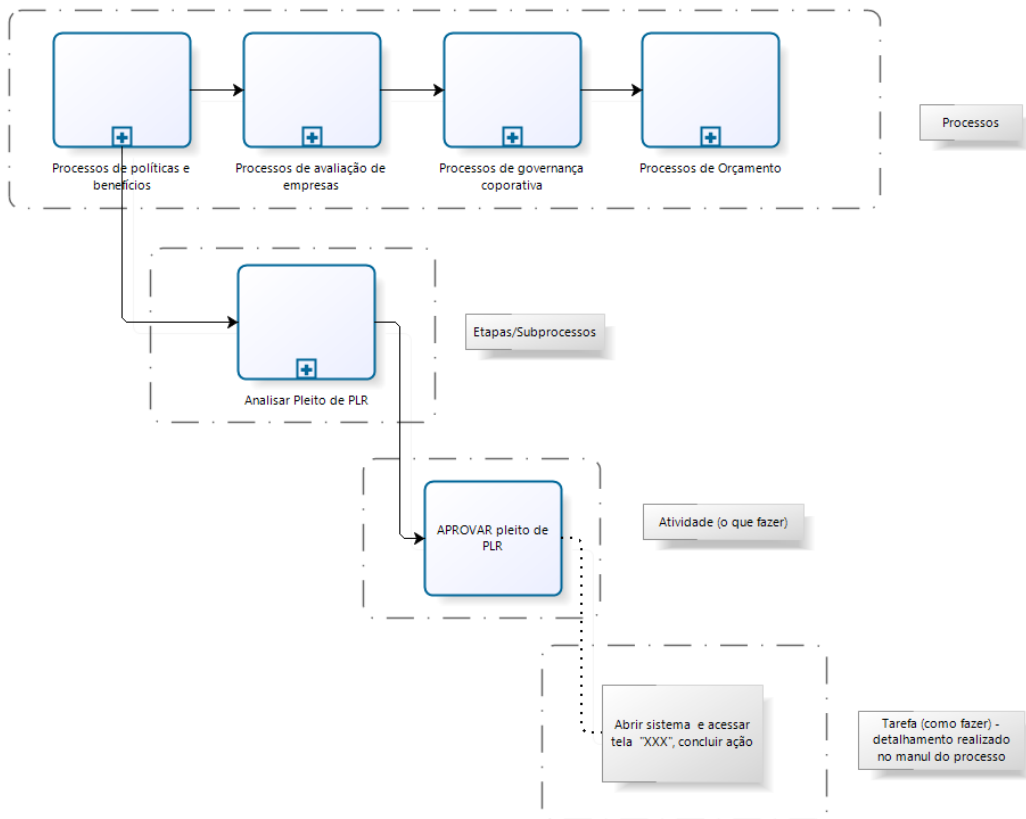 Processos de políticas e
benefícios
Processos de avaliação de
empresas
Processos de governança
coporativa
Processos de Orçamento
Processos
Analisar Pleito de PLR
Etapas/Subprocessos
APROVAR pleito de
PLR
Atividade (o que fazer)
Abrir sistema e acessar
tela "XXX", concluir ação
Tarefa (como fazer) -
detalhamento realizado
no manul do processo